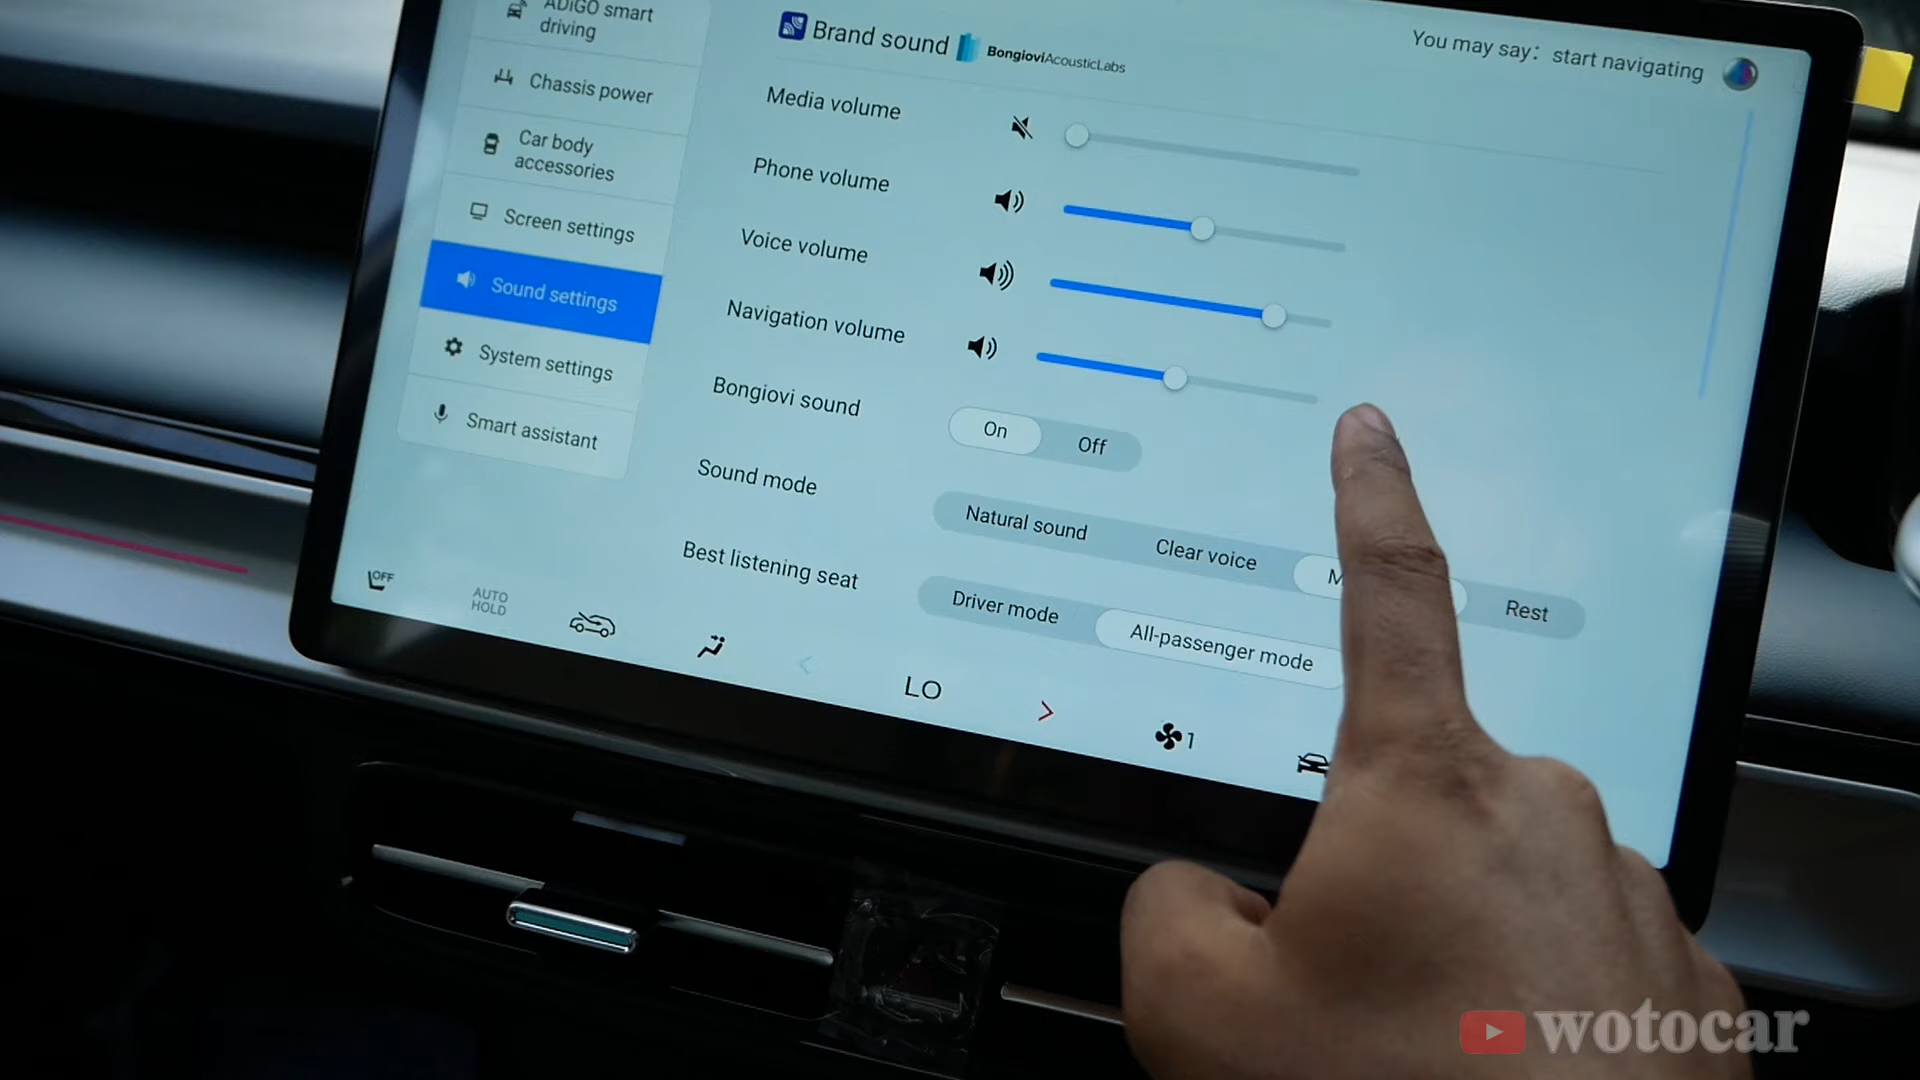 ADiGO smart
driving
Chassis power
Car body
accessories
Screen settings
Sound settings
System settings
Smart assistant
Brand sound
BongioviAcousticLabs
You may say: start navigating
Media volume
Phone volume
Voice volume
Navigation volume
Bongiovi sound
On
Off
Sound mode
Natural sound
Clear voice
Rest
Best listening seat
Driver mode
All-passenger mode
OFF
AUTO
HOLD
LO
1
wotocar